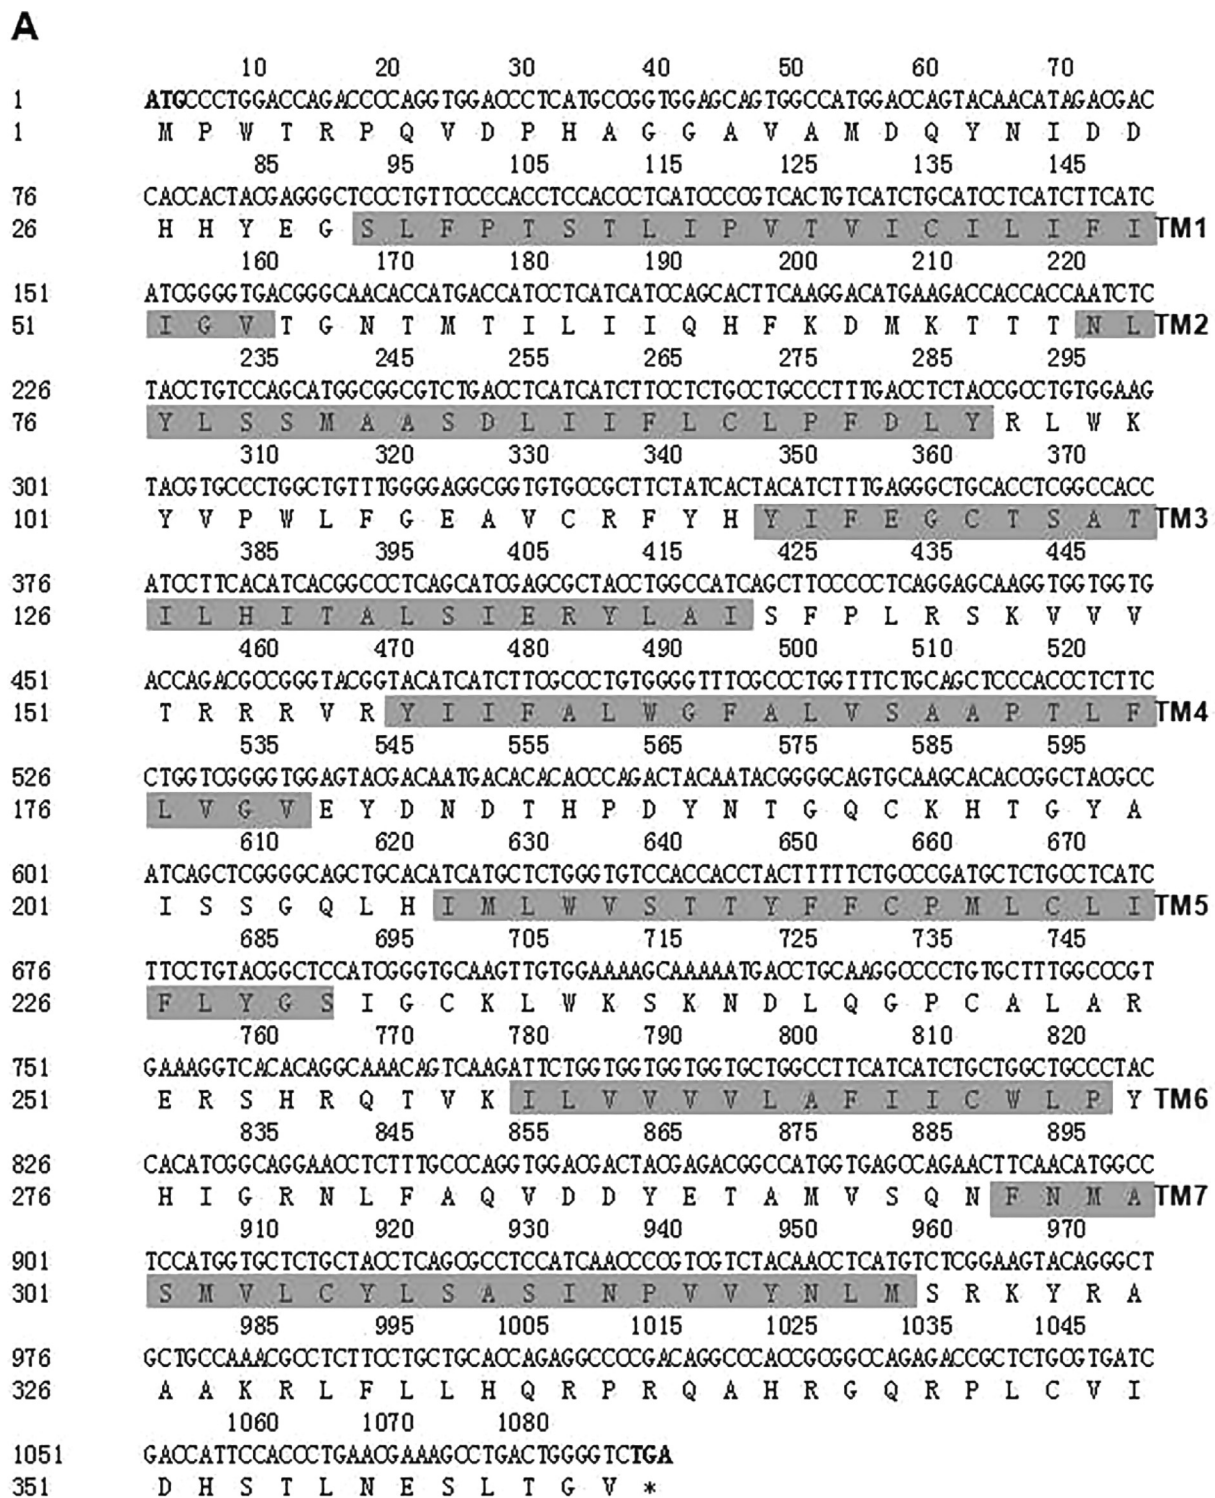 A
10 20 30 40 50 60 70
1 ATGCCCTGGACCAGACCCCAGGTGGACCCTCATGCCGGTGGAGCAGTGGCCATGGACCAGTACAACATAGACGAC
1 M P W T R P Q V D P H A G G A V A M D Q Y N I D D
85 95 105 115 125 135 145
76 CACCACTACGAGGGCTCCCTGTTCCCCACCTCCACCCTCATCCCCGTCACTGTCATCTGCATCCTCATCTTCATC
26 H H Y E G S L F P T S T L I P V T V I C I L I F I TM1
160 170 180 190 200 210 220
151 ATCGGGGTGACGGGCAACACCATGACCATCCTCATCATCCAGCACTTCAAGGACATGAAGACCACCACCAATCTC
51 I G V T G N T M T I L I I Q H F K D M K T T T N L TM2
235 245 255 265 275 285 295
226 TACCTGTCCAGCATGGCGGCGTCTGACCTCATCATCTTCCTCTGCCTGCCCTTTGACCTCTACCGCCTGTGGAAG
76 Y L S S M A A S D L I I F L C L P F D L Y R L W K
310 320 330 340 350 360 370
301 TACGTGCCCTGGCTGTTTGGGGAGGCGGTGTGCCGCTTCTATCACTACATCTTTGAGGGCTGCACCTCGGCCACC
101 Y V P W L F G E A V C R F Y H Y I F E G C T S A T TM3
385 395 405 415 425 435 445
376 ATCCTTCACATCACGGCCCTCAGCATCGAGCGCTACCTGGCCATCAGCTTCCCCCTCAGGAGCAAGGTGGTGGTG
126 I L H I T A L S I E R Y L A I S F P L R S K V V V
460 470 480 490 500 510 520
451 ACCAGACGCCGGGTACGGTACATCATCTTCGCCCTGTGGGGTTTCGCCCTGGTTTCTGCAGCTCCCACCCTCTTC
151 T R R R V R Y I I F A L W G F A L V S A A P T L F TM4
535 545 555 565 575 585 595
526 CTGGTCGGGGTGGAGTACGACAATGACACACACCCAGACTACAATACGGGGCAGTGCAAGCACACCGGCTACGCC
176 L V G V E Y D N D T H P D Y N T G Q C K H T G Y A
610 620 630 640 650 660 670
601 ATCAGCTCGGGGCAGCTGCACATCATGCTCTGGGTGTCCACCACCTACTTTTTCTGCCCGATGCTCTGCCTCATC
201 I S S G Q L H I M L W V S T T Y F F C P M L C L I TM5
685 695 705 715 725 735 745
676 TTCCTGTACGGCTCCATCGGGTGCAAGTTGTGGAAAAGCAAAAATGACCTGCAAGGCCCCTGTGCTTTGGCCCGT
226 F L Y G S I G C K L W K S K N D L Q G P C A L A R
760 770 780 790 800 810 820
751 GAAAGGTCACACAGGCAAACAGTCAAGATTCTGGTGGTGGTGGTGCTGGCCTTCATCATCTGCTGGCTGCCCTAC
251 E R S H R Q T V K I L V V V V L A F I I C W L P Y TM6
835 845 855 865 875 885 895
826 CACATCGGCAGGAACCTCTTTGCCCAGGTGGACGACTACGAGACGGCCATGGTGAGCCAGAACTTCAACATGGCC
276 H I G R N L F A Q V D D Y E T A M V S Q N F N M A TM7
910 920 930 940 950 960 970
901 TCCATGGTGCTCTGCTACCTCAGCGCCTCCATCAACCCCGTCGTCTACAACCTCATGTCTCGGAAGTACAGGGCT
301 S M V L C Y L S A S I N P V V Y N L M S R K Y R A
985 995 1005 1015 1025 1035 1045
976 GCTGCCAAACGCCTCTTCCTGCTGCACCAGAGGCCCCGACAGGCCCACCGCGGCCAGAGACCGCTCTGCGTGATC
326 A A K R L F L L H Q R P R Q A H R G Q R P L C V I
1060 1070 1080
1051 GACCATTCCACCCTGAACGAAAGCCTGACTGGGGTCTGA
351 D H S T L N E S L T G V *